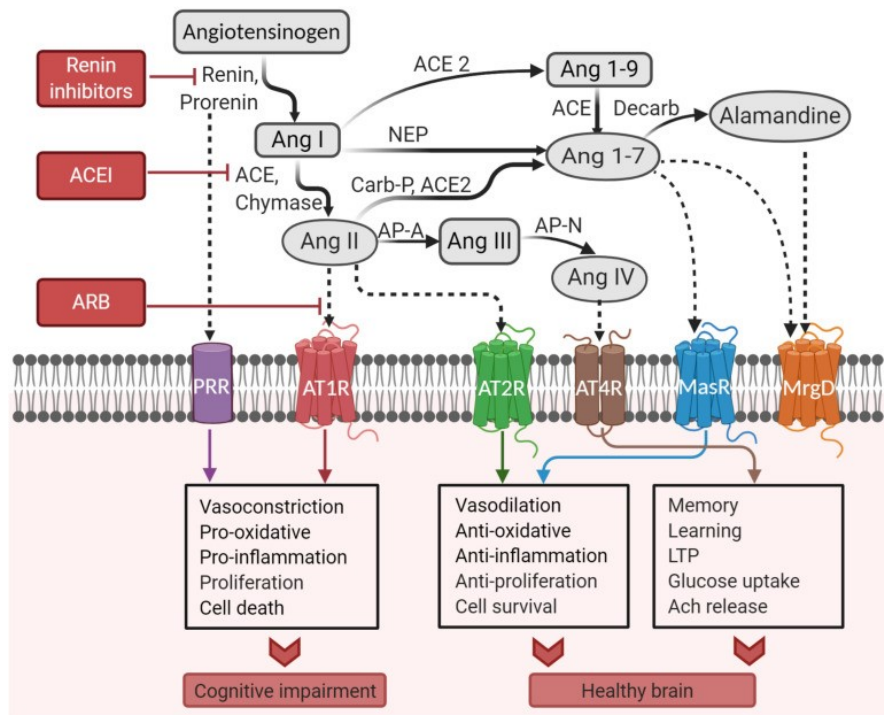 Angiotensinogen
Renin
inhibitors
Renin,
Prorenin
ACE 2
Ang 1-9
ACE
Decarb
Alamandine
Ang I
NEP
Ang 1-7
ACEI
ACE,
Chymase
Carb-P, ACE2
Ang II
AP-A
Ang III
AP-N
Ang IV
ARB
PRR
AT1R
AT2R
AT4R
MasR
MrgD
Vasoconstriction
Pro-oxidative
Pro-inflammation
Proliferation
Cell death
Vasodilation
Anti-oxidative
Anti-inflammation
Anti-proliferation
Cell survival
Memory
Learning
LTP
Glucose uptake
Ach release
Cognitive impairment
Healthy brain